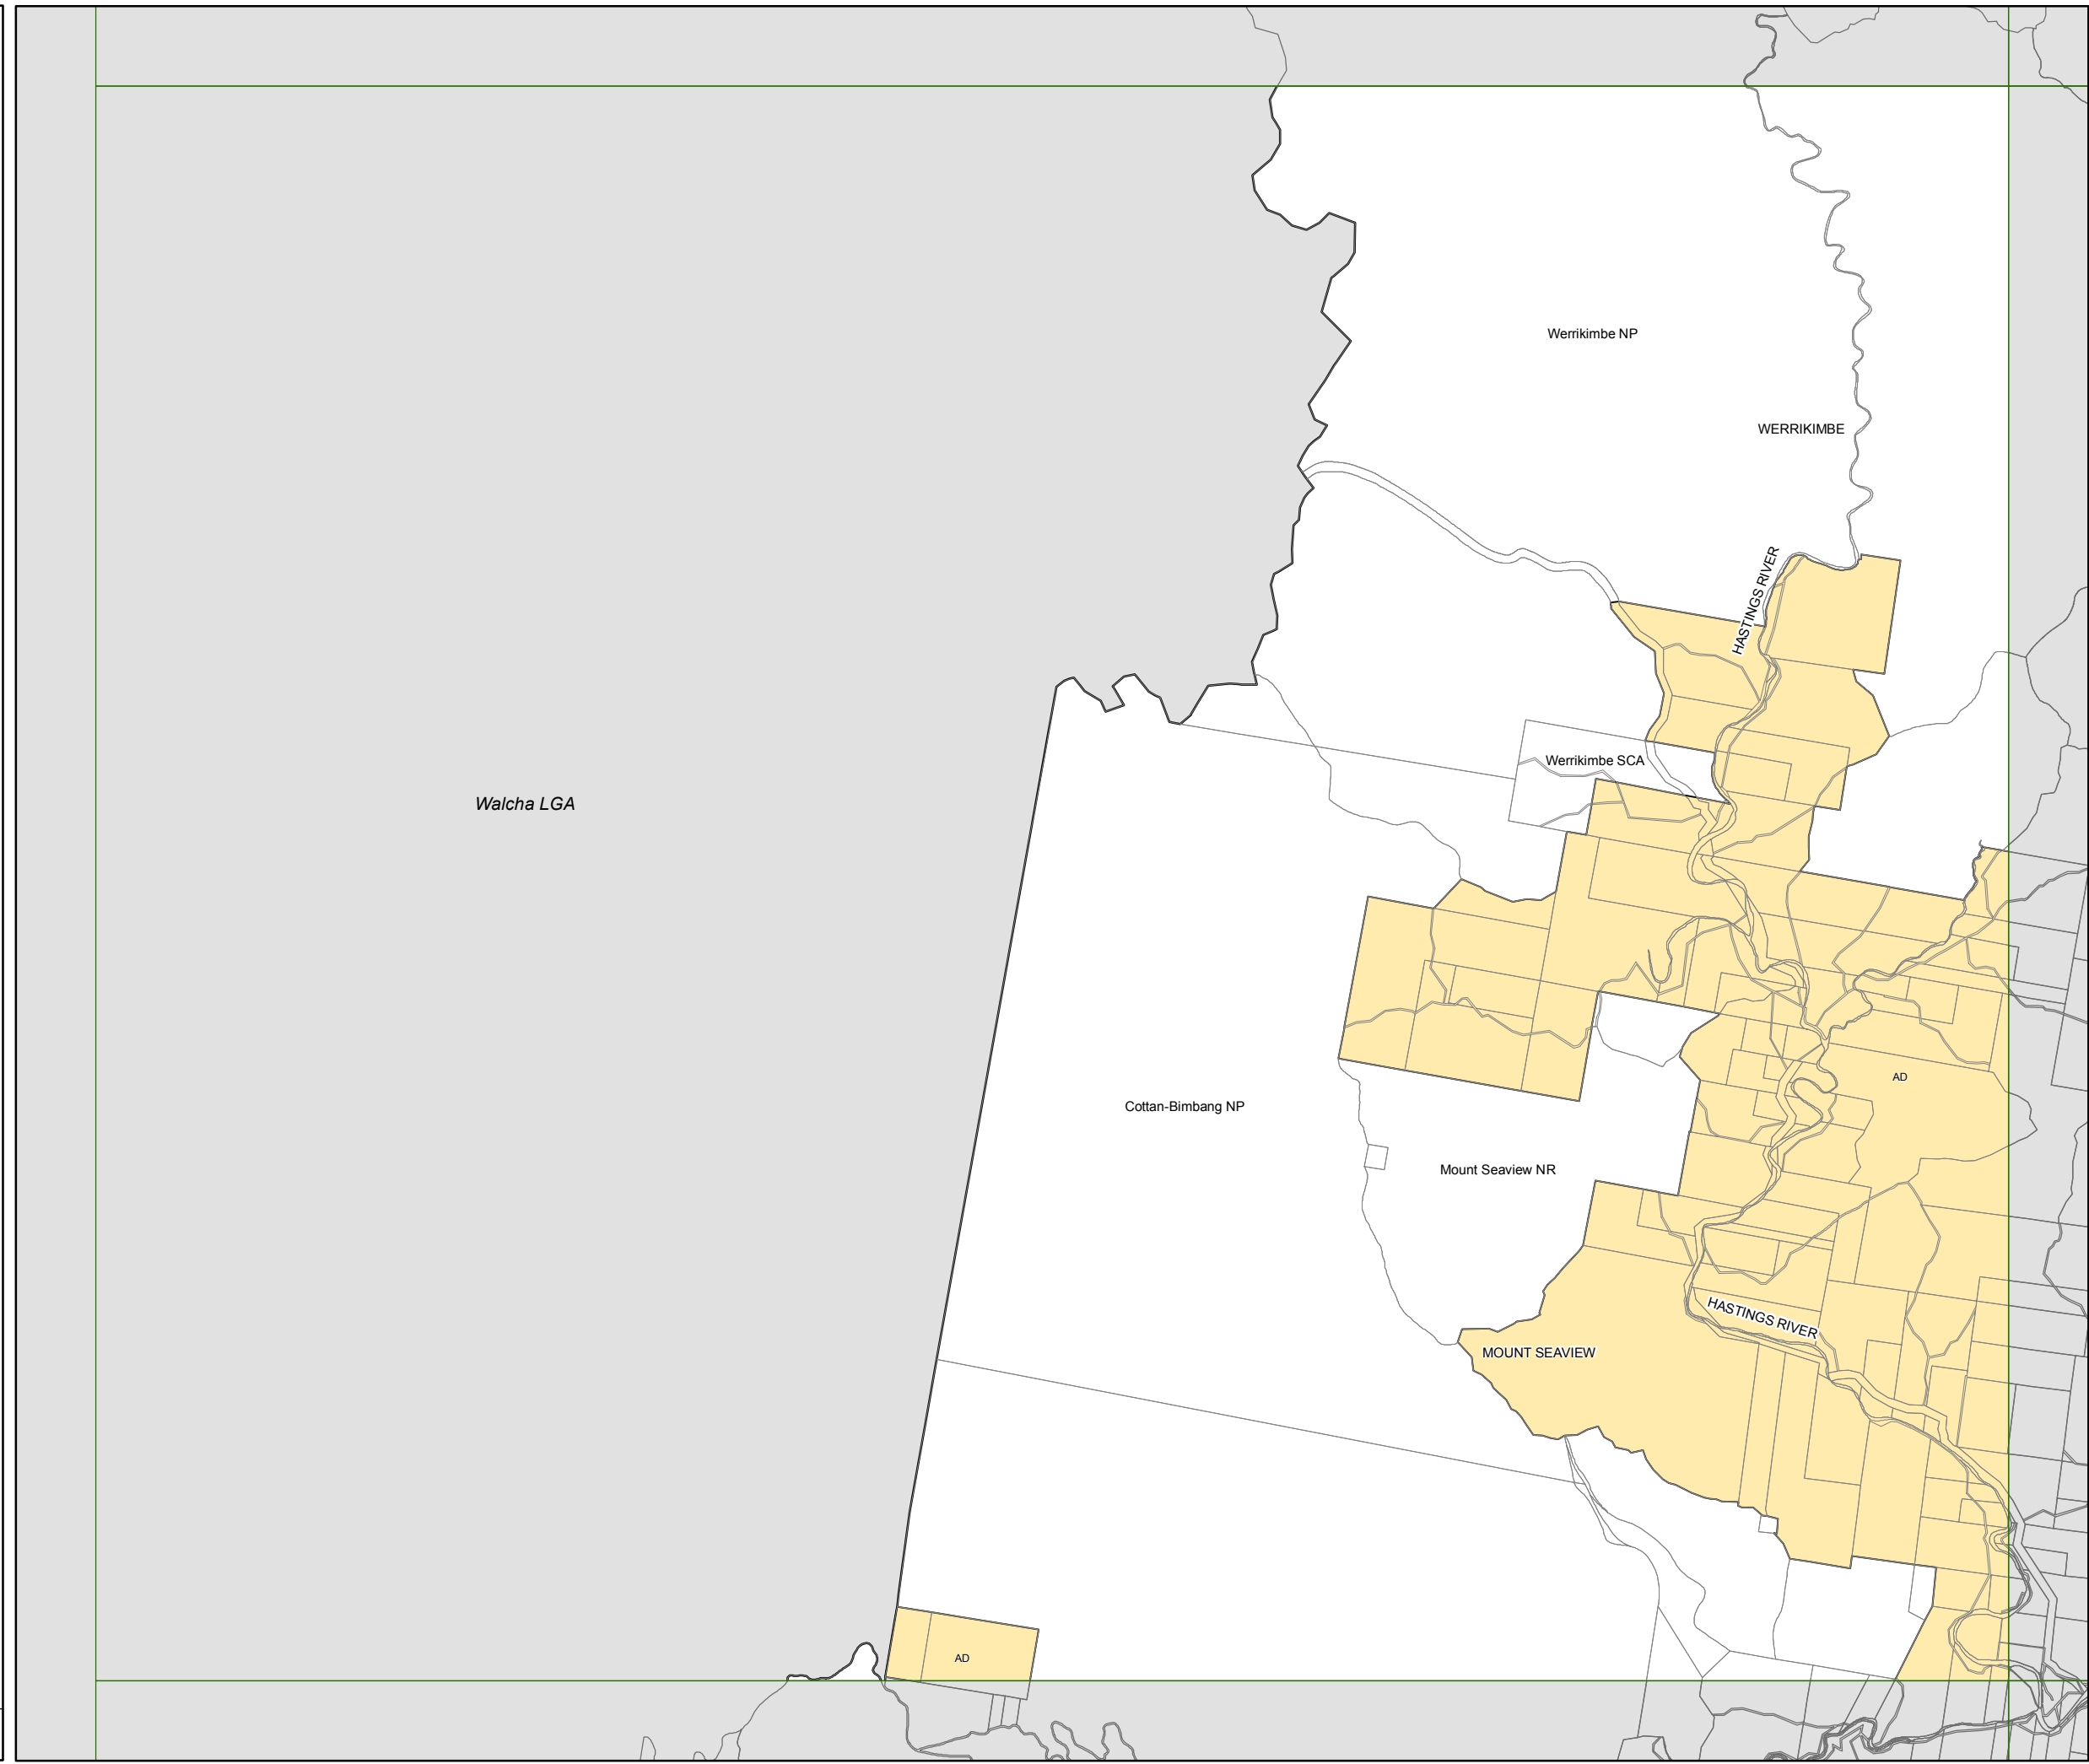 Werrikimbe NP
WERRIKIMBE
HASTINGS RIVER
Werrikimbe SCA
Walcha LGA
AD
Cottan-Bimbang NP
Mount Seaview NR
HASTINGS RIVER
MOUNT SEAVIEW
AD